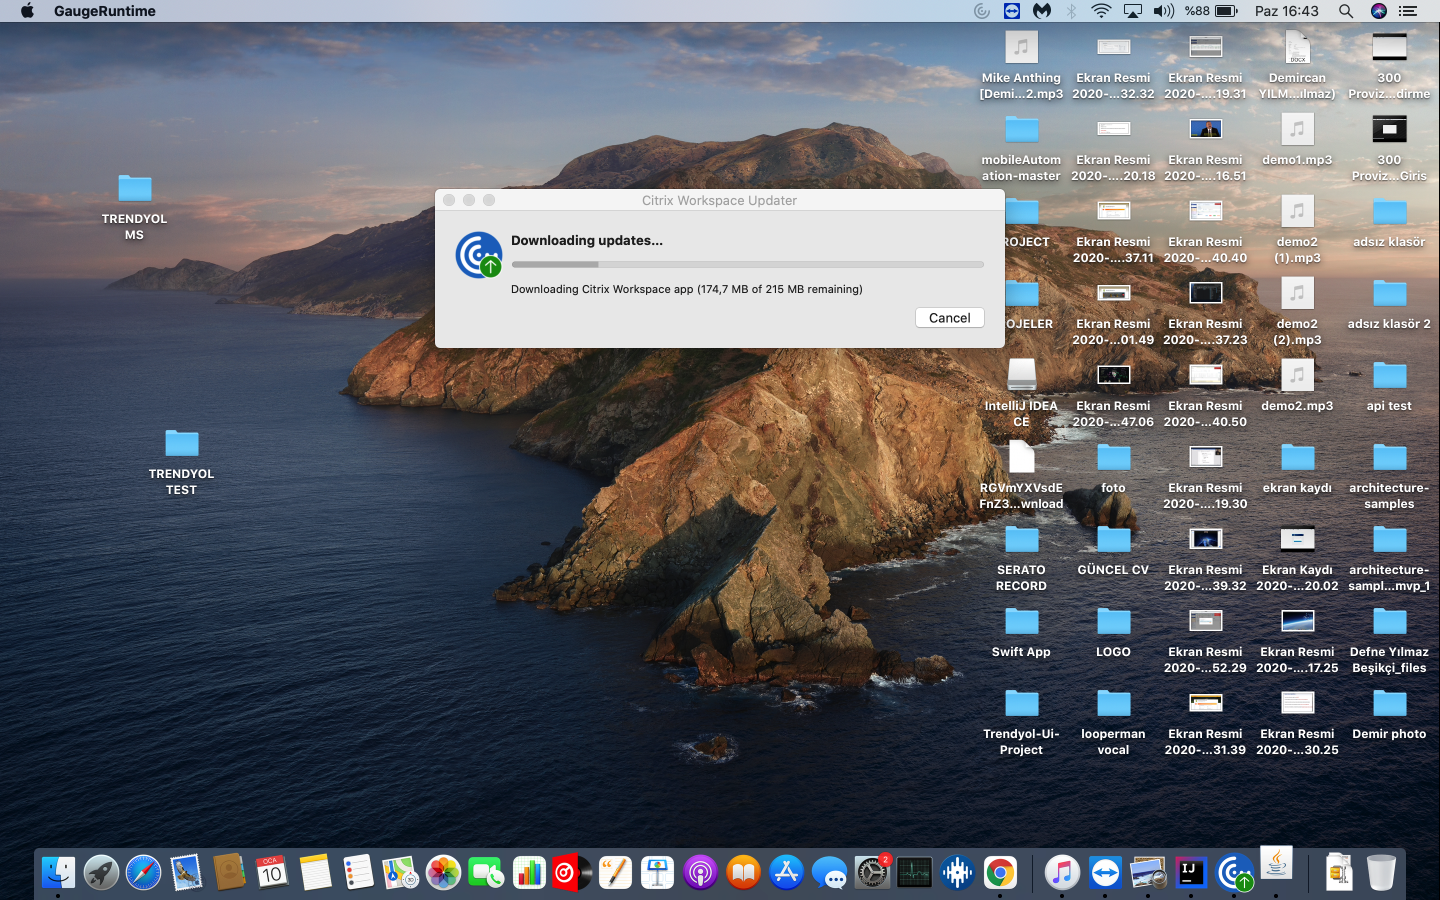 GaugeRuntime
%88
Paz 16:43
Mike Anthing
[Demi...2.mp3
Ekran Resmi
2020-...32.32
Ekran Resmi
2020-....19.31
Demircan
YILM...ılmaz)
300
Proviz...dirme
mobileAutom
ation-master
Ekran Resmi
2020-....20.18
Ekran Resmi
2020-....16.51
demo1.mp3
300
Proviz...Giris
TRENDYOL
MS
Citrix Workspace Updater
Downloading updates...
Downloading Citrix Workspace app (174,7 MB of 215 MB remaining)
Cancel
ROJECT
Ekran Resmi
2020-....37.11
Ekran Resmi
2020-...40.40
demo2
(1).mp3
adsız klasör
OJELER
Ekran Resmi
2020-...01.49
Ekran Resmi
2020-....37.23
demo2
(2).mp3
adsız klasör 2
IntelliJ IDEA
CE
Ekran Resmi
2020-...47.06
Ekran Resmi
2020-...40.50
demo2.mp3
api test
TRENDYOL
TEST
RGVmYXVsdE
FnZ3...wnload
foto
Ekran Resmi
2020-....19.30
ekran kaydı
architecture-
samples
SERATO
RECORD
GÜNCEL CV
Ekran Resmi
2020-...39.32
Ekran Kaydı
2020-...20.02
architecture-
sampl...mvp_1
Swift App
LOGO
Ekran Resmi
2020-...52.29
Ekran Resmi
2020-....17.25
Defne Yılmaz
Beşikçi_files
Trendyol-Ui-
Project
looperman
vocal
Ekran Resmi
2020-...31.39
Ekran Resmi
2020-...30.25
Demir photo
DOCX
OCA
10
2
IJ